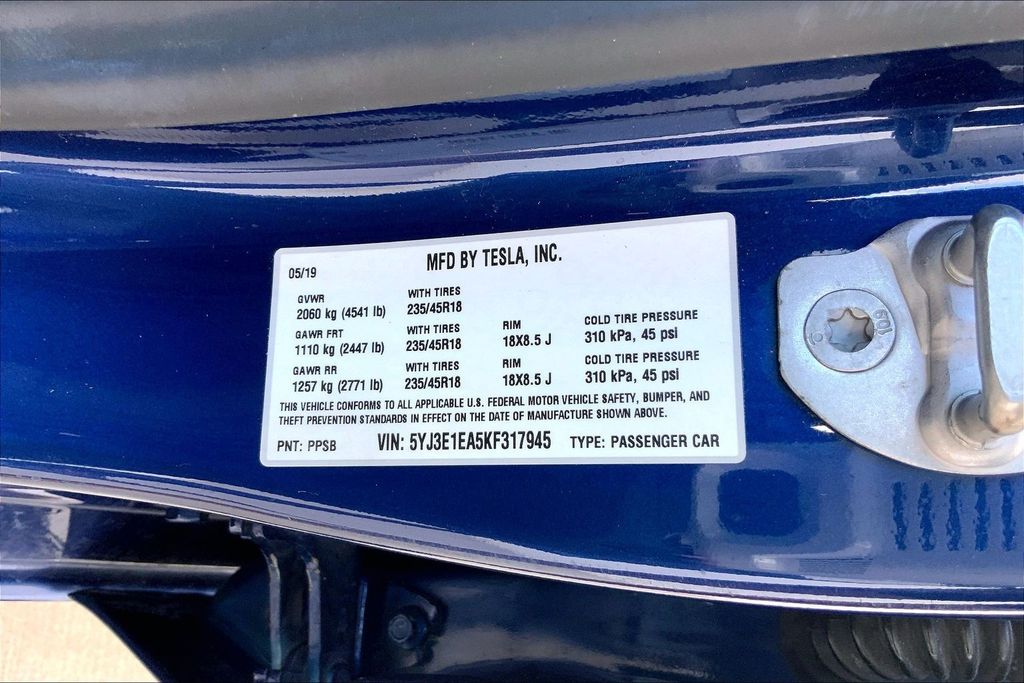 MFD BY TESLA, INC.
05/19
GVWR WITH TIRES
2060 kg (4541 lb) 235/45R18
GAWR FRT WITH TIRES RIM COLD TIRE PRESSURE
1110 kg (2447 lb) 235/45R18 18X8.5 J 310 kPa, 45 psi
GAWR RR WITH TIRES RIM COLD TIRE PRESSURE
1257 kg (2771 lb) 235/45R18 18X8.5 J 310 kPa, 45 psi
THIS VEHICLE CONFORMS TO ALL APPLICABLE U.S. FEDERAL MOTOR VEHICLE SAFETY, BUMPER, AND
THEFT PREVENTION STANDARDS IN EFFECT ON THE DATE OF MANUFACTURE SHOWN ABOVE.
PNT: PPSB VIN: 5YJ3E1EA5KF317945 TYPE: PASSENGER CAR